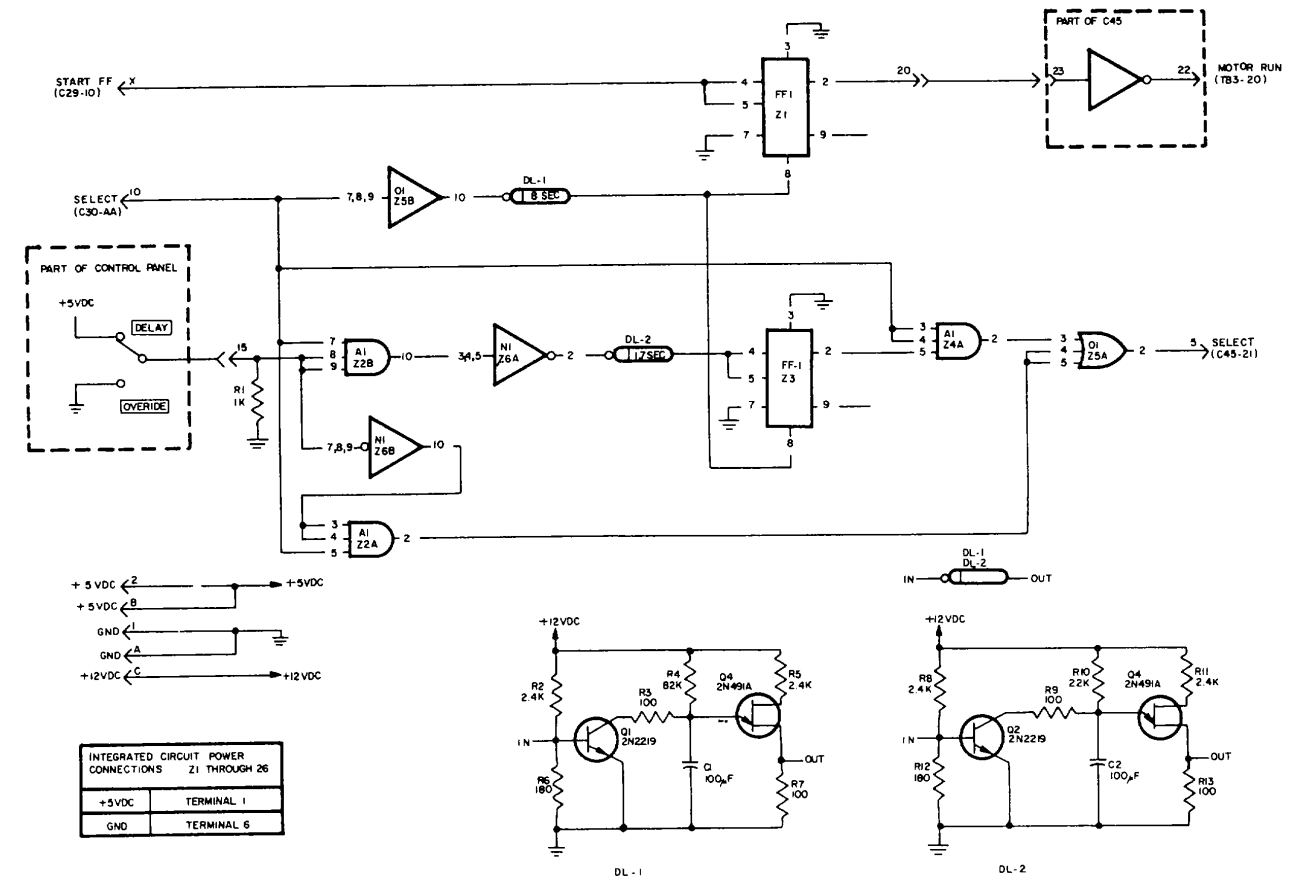 PART OF C45
START FF
(C29-10)
X
3
4
5
7
FF1
Z1
2
9
8
20
23
22
MOTOR RUN
(TB3-20)
SELECT
(C30-AA)
10
7,8,9
O1
Z5B
10
DL-1
8 SEC
PART OF CONTROL PANEL
+5VDC
DELAY
OVERIDE
15
R1
1K
7
8
9
A1
Z2B
10
3,4,5
N1
Z6A
2
DL-2
1.7SEC
3
4
5
7
FF-1
Z3
2
9
8
3
4
5
A1
Z4A
2
3
4
5
O1
Z5A
2
5
SELECT
(C45-21)
7,8,9
N1
Z6B
10
3
4
5
A1
Z2A
2
+5VDC
2
+5VDC
+5VDC
B
GND
1
GND
A
+12VDC
C
+12VDC
DL-1
DL-2
IN
OUT
INTEGRATED CIRCUIT POWER
CONNECTIONS Z1 THROUGH 26
+5VDC TERMINAL 1
GND TERMINAL 6
+12VDC
R2
2.4K
R3
100
R4
82K
Q4
2N491A
R5
2.4K
IN
Q1
2N2219
R6
180
C1
100µF
OUT
R7
100
DL-1
+12VDC
R8
2.4K
R9
100
R10
22K
Q4
2N491A
R11
2.4K
IN
Q2
2N2219
R12
180
C2
100µF
OUT
R13
100
DL-2